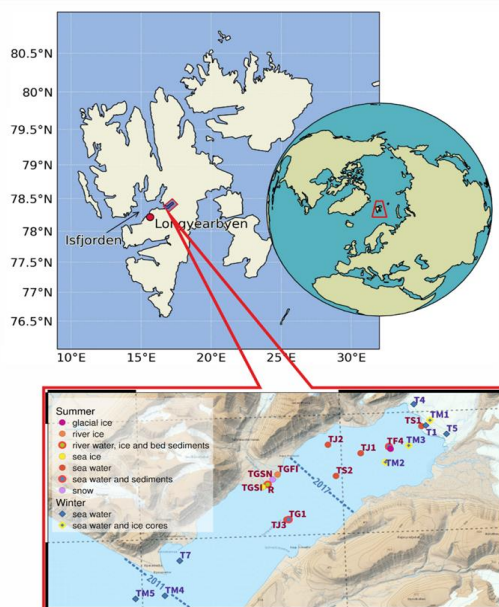 80.5°N
80°N
79.5°N
79°N
78.5°N
78°N
77.5°N
77°N
76.5°N
Longyearbyen
Isfjorden
10°E
15°E
20°E
25°E
30°E
Summer
glacial ice
river ice
river water, ice and bed sediments
sea ice
sea water
sea water and sediments
snow
Winter
sea water
sea water and ice cores
T4
TM1
TS1
T1
T5
TJ2
TF4
TM3
TJ1
TM2
TGSN
TGFI
TS2
TGSI
R
2017
TG1
TJ3
T7
2011
TM5
TM4